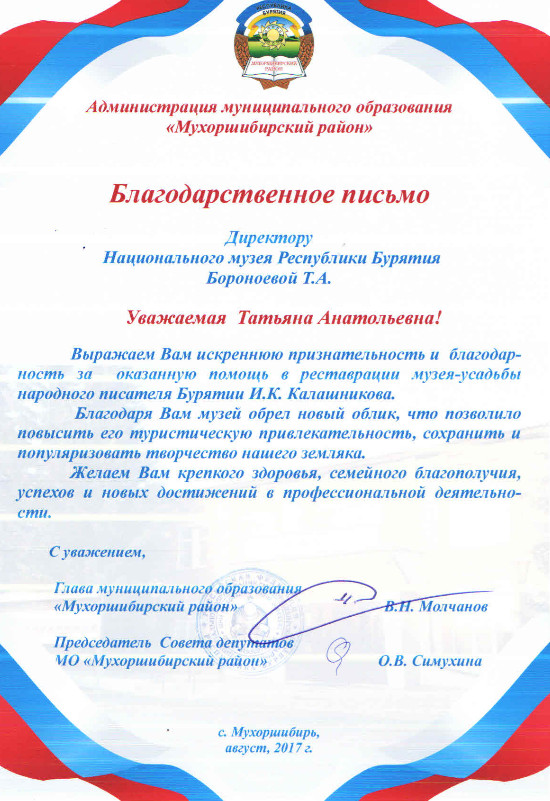 РЕСПУБЛИКА
БУРЯТИЯ
МУХОРШИБИРСКИЙ
РАЙОН
Администрация муниципального образования
«Мухоршибирский район»
Благодарственное письмо
Директору
Национального музея Республики Бурятия
Бороноевой Т.А.
Уважаемая Татьяна Анатольевна!
Выражаем Вам искреннюю признательность и благодар-
ность за оказанную помощь в реставрации музея-усадьбы
народного писателя Бурятии И.К. Калашникова.
Благодаря Вам музей обрел новый облик, что позволило
повысить его туристическую привлекательность, сохранить и
популяризовать творчество нашего земляка.
Желаем Вам крепкого здоровья, семейного благополучия,
успехов и новых достижений в профессиональной деятельно-
сти.
С уважением,
Глава муниципального образования
«Мухоршибирский район» В.Н. Молчанов
Председатель Совета депутатов
МО «Мухоршибирский район» О.В. Симухина
с. Мухоршибирь,
август, 2017 г.